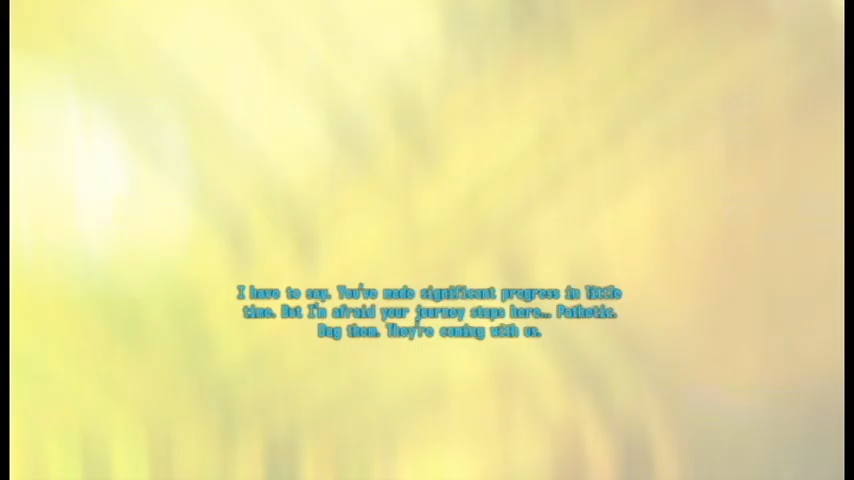 I have to say. You've made significant progress in little
time. But I'm afraid your journey stops here... Pathetic.
Bag them. They're coming with us.